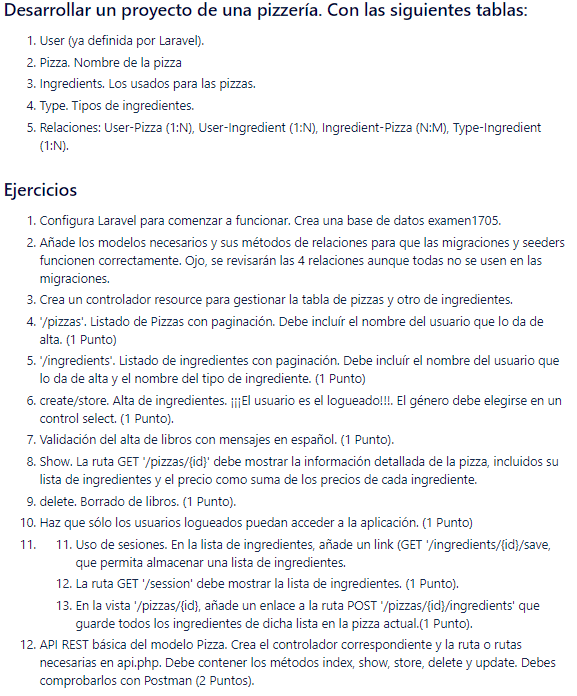 Desarrollar un proyecto de una pizzería. Con las siguientes tablas:
1. User (ya definida por Laravel).
2. Pizza. Nombre de la pizza
3. Ingredients. Los usados para las pizzas.
4. Type. Tipos de ingredientes.
5. Relaciones: User-Pizza (1:N), User-Ingredient (1:N), Ingredient-Pizza (N:M), Type-Ingredient
(1:N).
Ejercicios
1. Configura Laravel para comenzar a funcionar. Crea una base de datos examen1705.
2. Añade los modelos necesarios y sus métodos de relaciones para que las migraciones y seeders
funcionen correctamente. Ojo, se revisarán las 4 relaciones aunque todas no se usen en las
migraciones.
3. Crea un controlador resource para gestionar la tabla de pizzas y otro de ingredientes.
4. '/pizzas'. Listado de Pizzas con paginación. Debe incluír el nombre del usuario que lo da de
alta. (1 Punto)
5. '/ingredients'. Listado de ingredientes con paginación. Debe incluír el nombre del usuario que
lo da de alta y el nombre del tipo de ingrediente. (1 Punto)
6. create/store. Alta de ingredientes. ¡¡¡El usuario es el logueado!!!. El género debe elegirse en un
control select. (1 Punto).
7. Validación del alta de libros con mensajes en español. (1 Punto).
8. Show. La ruta GET '/pizzas/{id}' debe mostrar la información detallada de la pizza, incluidos su
lista de ingredientes y el precio como suma de los precios de cada ingrediente.
9. delete. Borrado de libros. (1 Punto).
10. Haz que sólo los usuarios logueados puedan acceder a la aplicación. (1 Punto)
11. 11. Uso de sesiones. En la lista de ingredientes, añade un link (GET '/ingredients/{id}/save,
que permita almacenar una lista de ingredientes.
12. La ruta GET '/session' debe mostrar la lista de ingredientes. (1 Punto).
13. En la vista '/pizzas/{id}, añade un enlace a la ruta POST '/pizzas/{id}/ingredients' que
guarde todos los ingredientes de dicha lista en la pizza actual.(1 Punto).
12. API REST básica del modelo Pizza. Crea el controlador correspondiente y la ruta o rutas
necesarias en api.php. Debe contener los métodos index, show, store, delete y update. Debes
comprobarlos con Postman (2 Puntos).